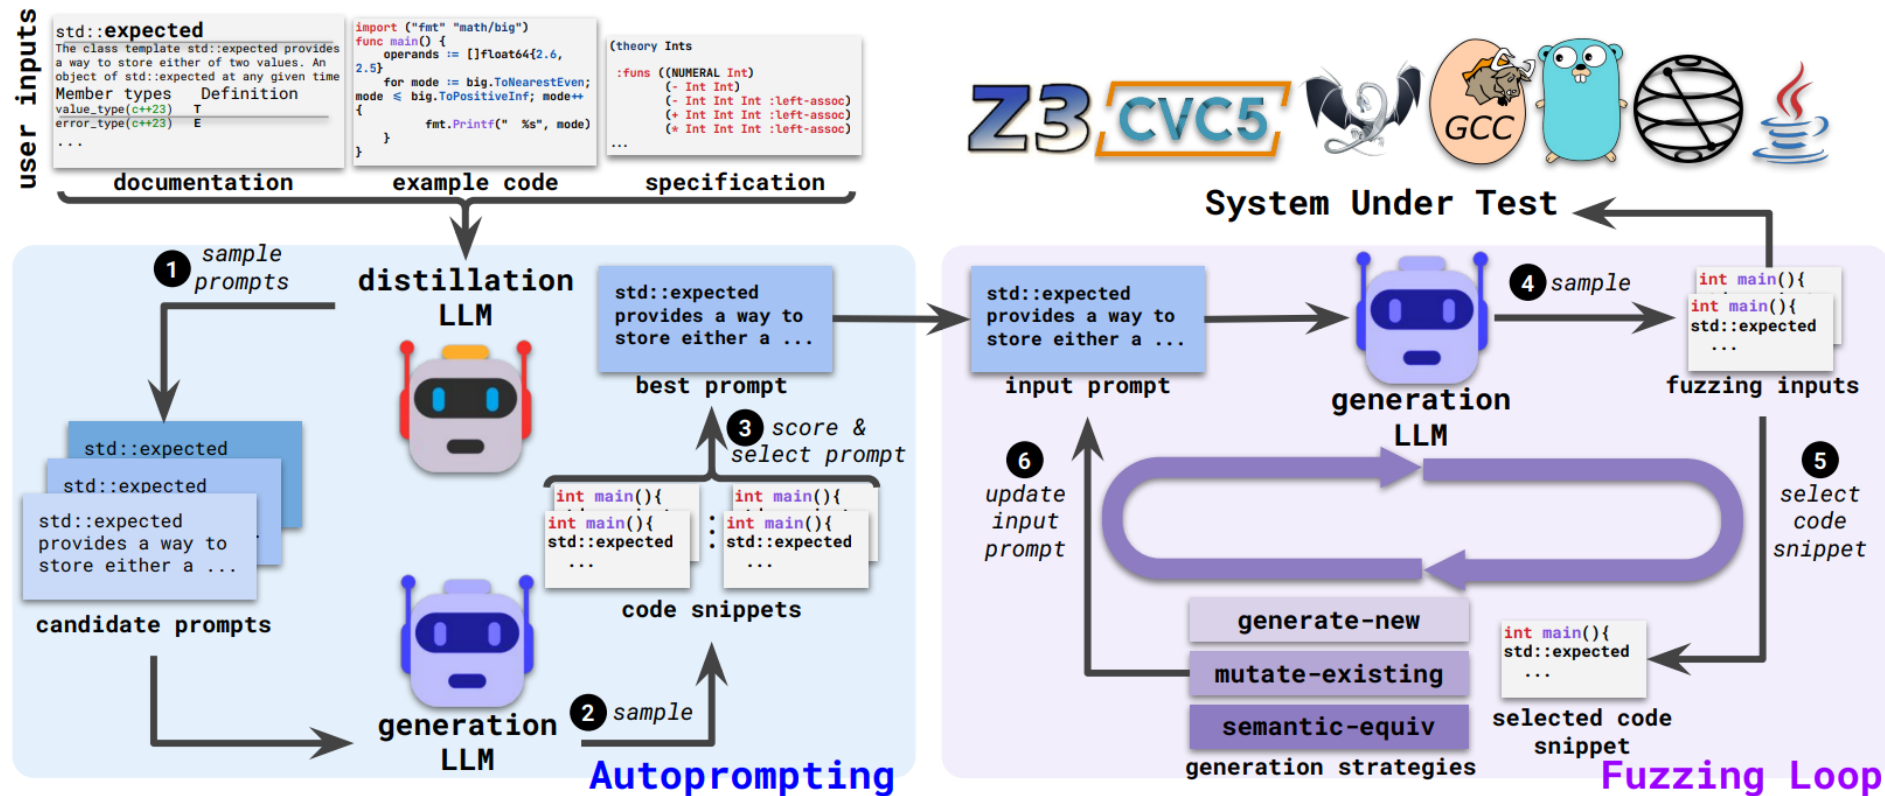 user inputs
std::expected
The class template std::expected provides
a way to store either of two values. An
object of std::expected at any given time
Member types Definition
value_type(c++23) T
error_type(c++23) E
...
documentation
import ("fmt" "math/big")
func main() {
operands := []float64{2.6,
2.5}
for mode := big.ToNearestEven;
mode ⩽ big.ToPositiveInf; mode++
{
fmt.Printf("  %s", mode)
}
}
example code
(theory Ints
:funs ((NUMERAL Int)
(- Int Int)
(- Int Int Int :left-assoc)
(+ Int Int Int :left-assoc)
(* Int Int Int :left-assoc)
...
specification
Z3
CVC5
GCC
System Under Test
1 sample
prompts
distillation
LLM
std::expected
std::expected
std::expected
provides a way to
store either a ...
.
candidate prompts
generation
LLM
2 sample
int main(){
int main(){
std::expected
...
int main(){
int main(){
std::expected
...
code snippets
3 score &
select prompt
std::expected
provides a way to
store either a ...
best prompt
Autoprompting
std::expected
provides a way to
store either a ...
input prompt
generation
LLM
4 sample
int main(){
int main(){
std::expected
...
fuzzing inputs
5
select
code
snippet
int main(){
std::expected
...
selected code
snippet
6
update
input
prompt
generate-new
mutate-existing
semantic-equiv
generation strategies
Fuzzing Loop